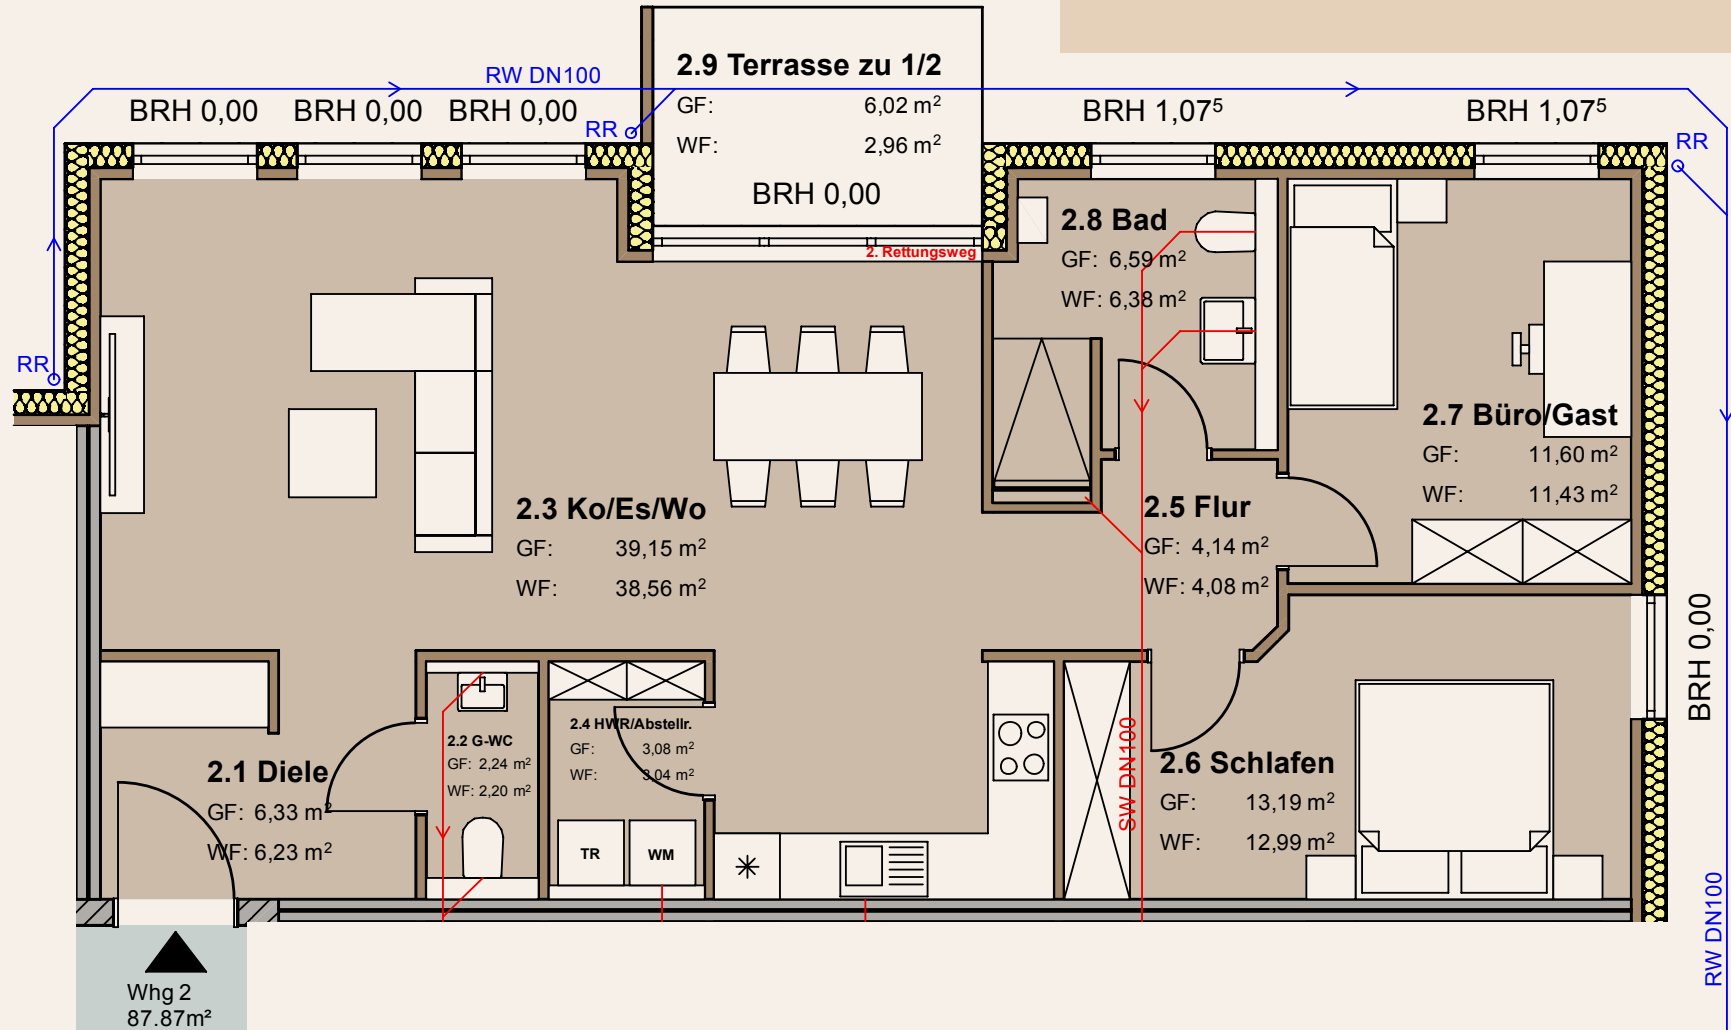 RW DN100
BRH 0,00 BRH 0,00 BRH 0,00
RR
2.9 Terrasse zu 1/2
GF: 6,02 m²
WF: 2,96 m²
BRH 0,00
2. Rettungsweg
BRH 1,07⁵
BRH 1,07⁵
RR
2.8 Bad
GF: 6,59 m²
WF: 6,38 m²
RR
2.7 Büro/Gast
GF: 11,60 m²
WF: 11,43 m²
2.3 Ko/Es/Wo
GF: 39,15 m²
WF: 38,56 m²
2.5 Flur
GF: 4,14 m²
WF: 4,08 m²
BRH 0,00
2.1 Diele
GF: 6,33 m²
WF: 6,23 m²
2.2 G-WC
GF: 2,24 m²
WF: 2,20 m²
2.4 HWR/Abstellr.
GF: 3,08 m²
WF: 3,04 m²
TR
WM
SW DN100
2.6 Schlafen
GF: 13,19 m²
WF: 12,99 m²
RW DN100
Whg 2
87.87m²